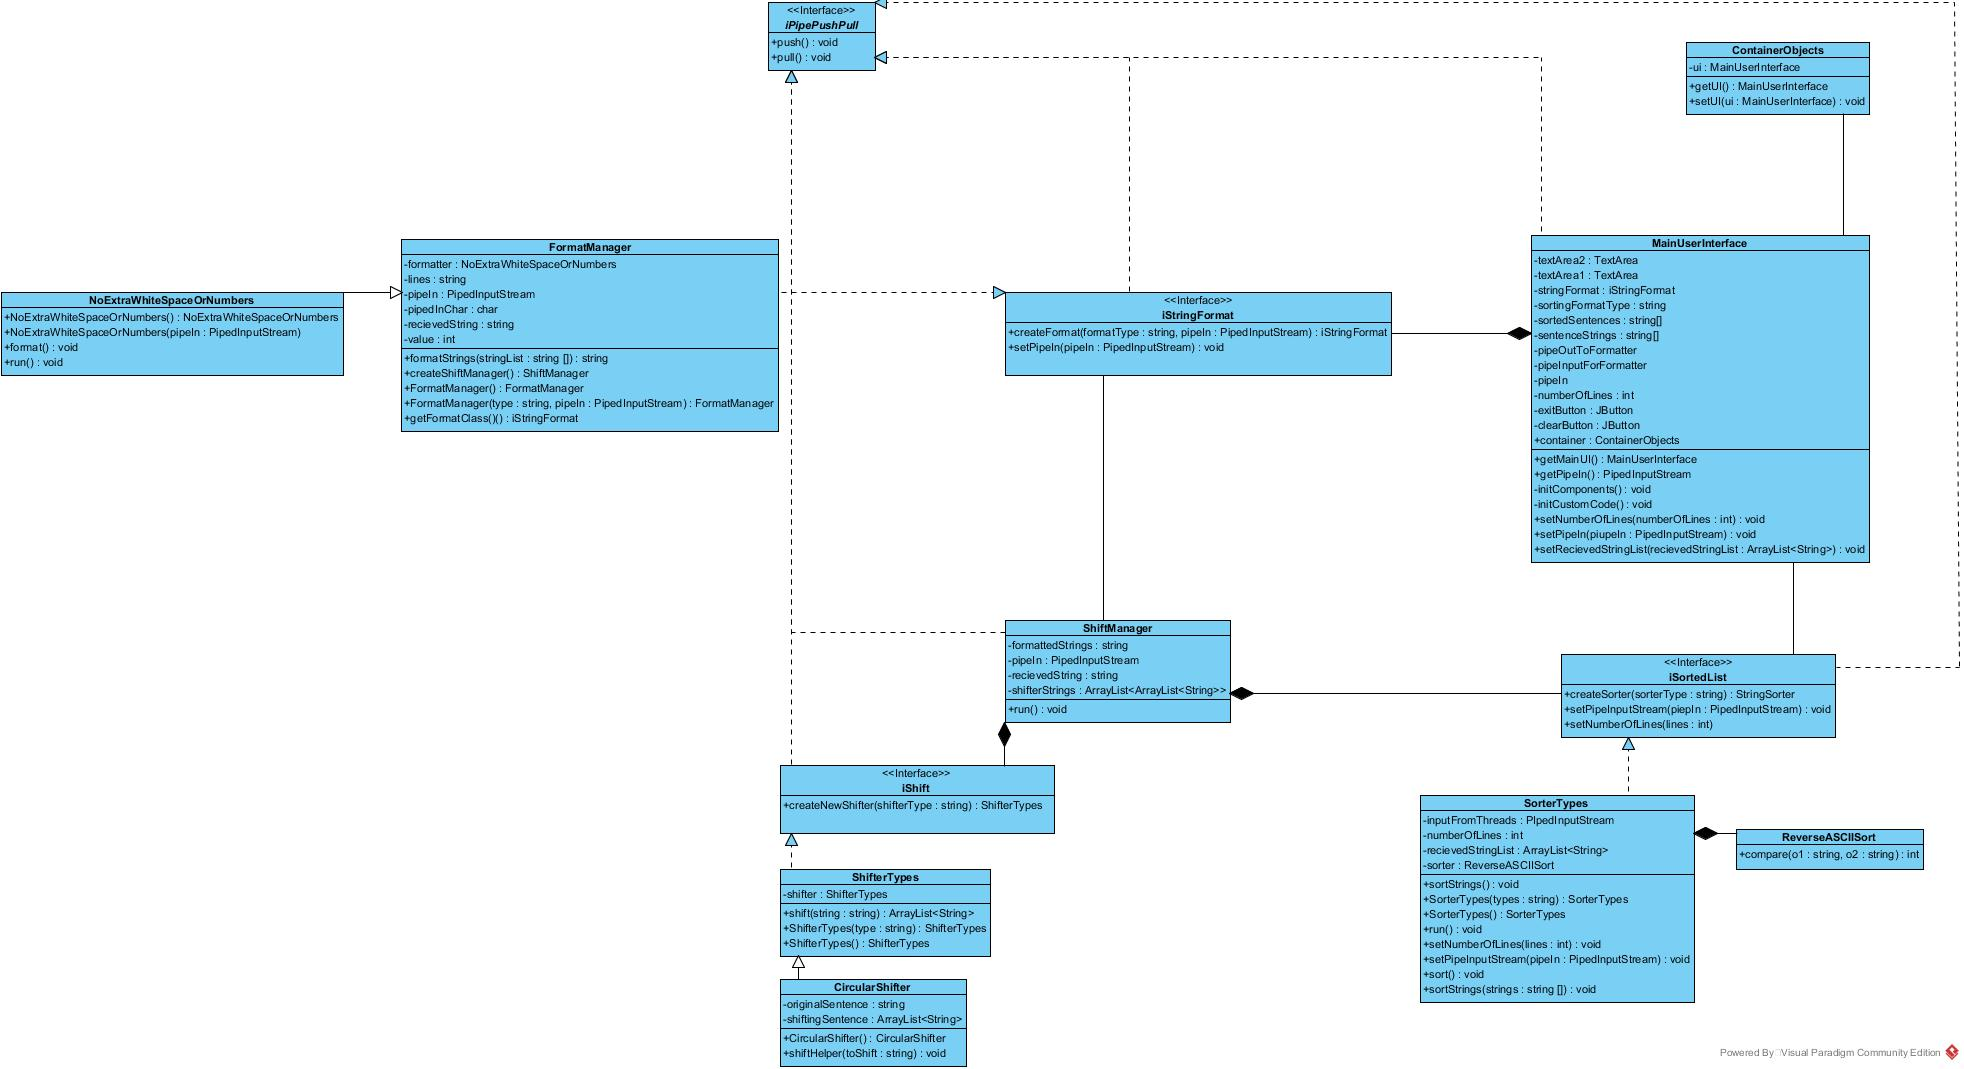 <<Interface>>
iPipePushPull
+push() : void
+pull() : void
ContainerObjects
-ui : MainUserInterface
+getUI() : MainUserInterface
+setUI(ui : MainUserInterface) : void
FormatManager
-formatter : NoExtraWhiteSpaceOrNumbers
-lines : string
-pipeIn : PipedInputStream
-pipedInChar : char
-recievedString : string
-value : int
+formatStrings(stringList : string []) : string
+createShiftManager() : ShiftManager
+FormatManager() : FormatManager
+FormatManager(type : string, pipeIn : PipedInputStream) : FormatManager
+getFormatClass()() : iStringFormat
NoExtraWhiteSpaceOrNumbers
+NoExtraWhiteSpaceOrNumbers() : NoExtraWhiteSpaceOrNumbers
+NoExtraWhiteSpaceOrNumbers(pipeIn : PipedInputStream)
+format() : void
+run() : void
<<Interface>>
iStringFormat
+createFormat(formatType : string, pipeIn : PipedInputStream) : iStringFormat
+setPipeIn(pipeIn : PipedInputStream) : void
MainUserInterface
-textArea2 : TextArea
-textArea1 : TextArea
-stringFormat : iStringFormat
-sortingFormatType : string
-sortedSentences : string[]
-sentenceStrings : string[]
-pipeOutToFormatter
-pipeInputForFormatter
-pipeIn
-numberOfLines : int
-exitButton : JButton
-clearButton : JButton
+container : ContainerObjects
+getMainUI() : MainUserInterface
+getPipeIn() : PipedInputStream
-initComponents() : void
-initCustomCode() : void
+setNumberOfLines(numberOfLines : int) : void
+setPipeIn(piupeIn : PipedInputStream) : void
+setRecievedStringList(recievedStringList : ArrayList<String>) : void
ShiftManager
-formattedStrings : string
-pipeIn : PipedInputStream
-recievedString : string
-shifterStrings : ArrayList<ArrayList<String>>
+run() : void
<<Interface>>
iSortedList
+createSorter(sorterType : string) : StringSorter
+setPipeInputStream(piepIn : PipedInputStream) : void
+setNumberOfLines(lines : int)
<<Interface>>
iShift
+createNewShifter(shifterType : string) : ShifterTypes
SorterTypes
-inputFromThreads : PIpedInputStream
-numberOfLines : int
-recievedStringList : ArrayList<String>
-sorter : ReverseASCIISort
+sortStrings() : void
+SorterTypes(types : string) : SorterTypes
+SorterTypes() : SorterTypes
+run() : void
+setNumberOfLines(lines : int) : void
+setPipeInputStream(pipeIn : PipedInputStream) : void
+sort() : void
+sortStrings(strings : string []) : void
ReverseASCIISort
+compare(o1 : string, o2 : string) : int
ShifterTypes
-shifter : ShifterTypes
+shift(string : string) : ArrayList<String>
+ShifterTypes(type : string) : ShifterTypes
+ShifterTypes() : ShifterTypes
CircularShifter
-originalSentence : string
-shiftingSentence : ArrayList<String>
+CircularShifter() : CircularShifter
+shiftHelper(toShift : string) : void
Powered By Visual Paradigm Community Edition